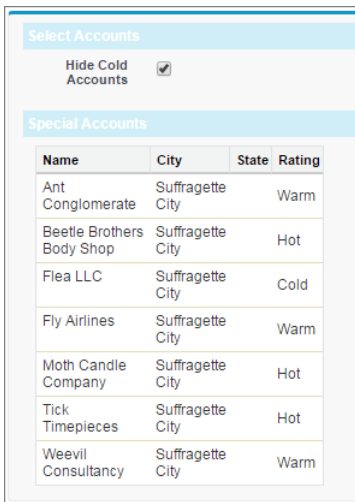 Select Accounts
Hide Cold
Accounts
Special Accounts
Name City State Rating
Ant Suffragette
Conglomerate City Warm
Beetle Brothers Suffragette
Body Shop City Hot
Flea LLC Suffragette
City Cold
Fly Airlines Suffragette
City Warm
Moth Candle Suffragette
Company City Hot
Tick Suffragette
Timepieces City Hot
Weevil Suffragette
Consultancy City Warm